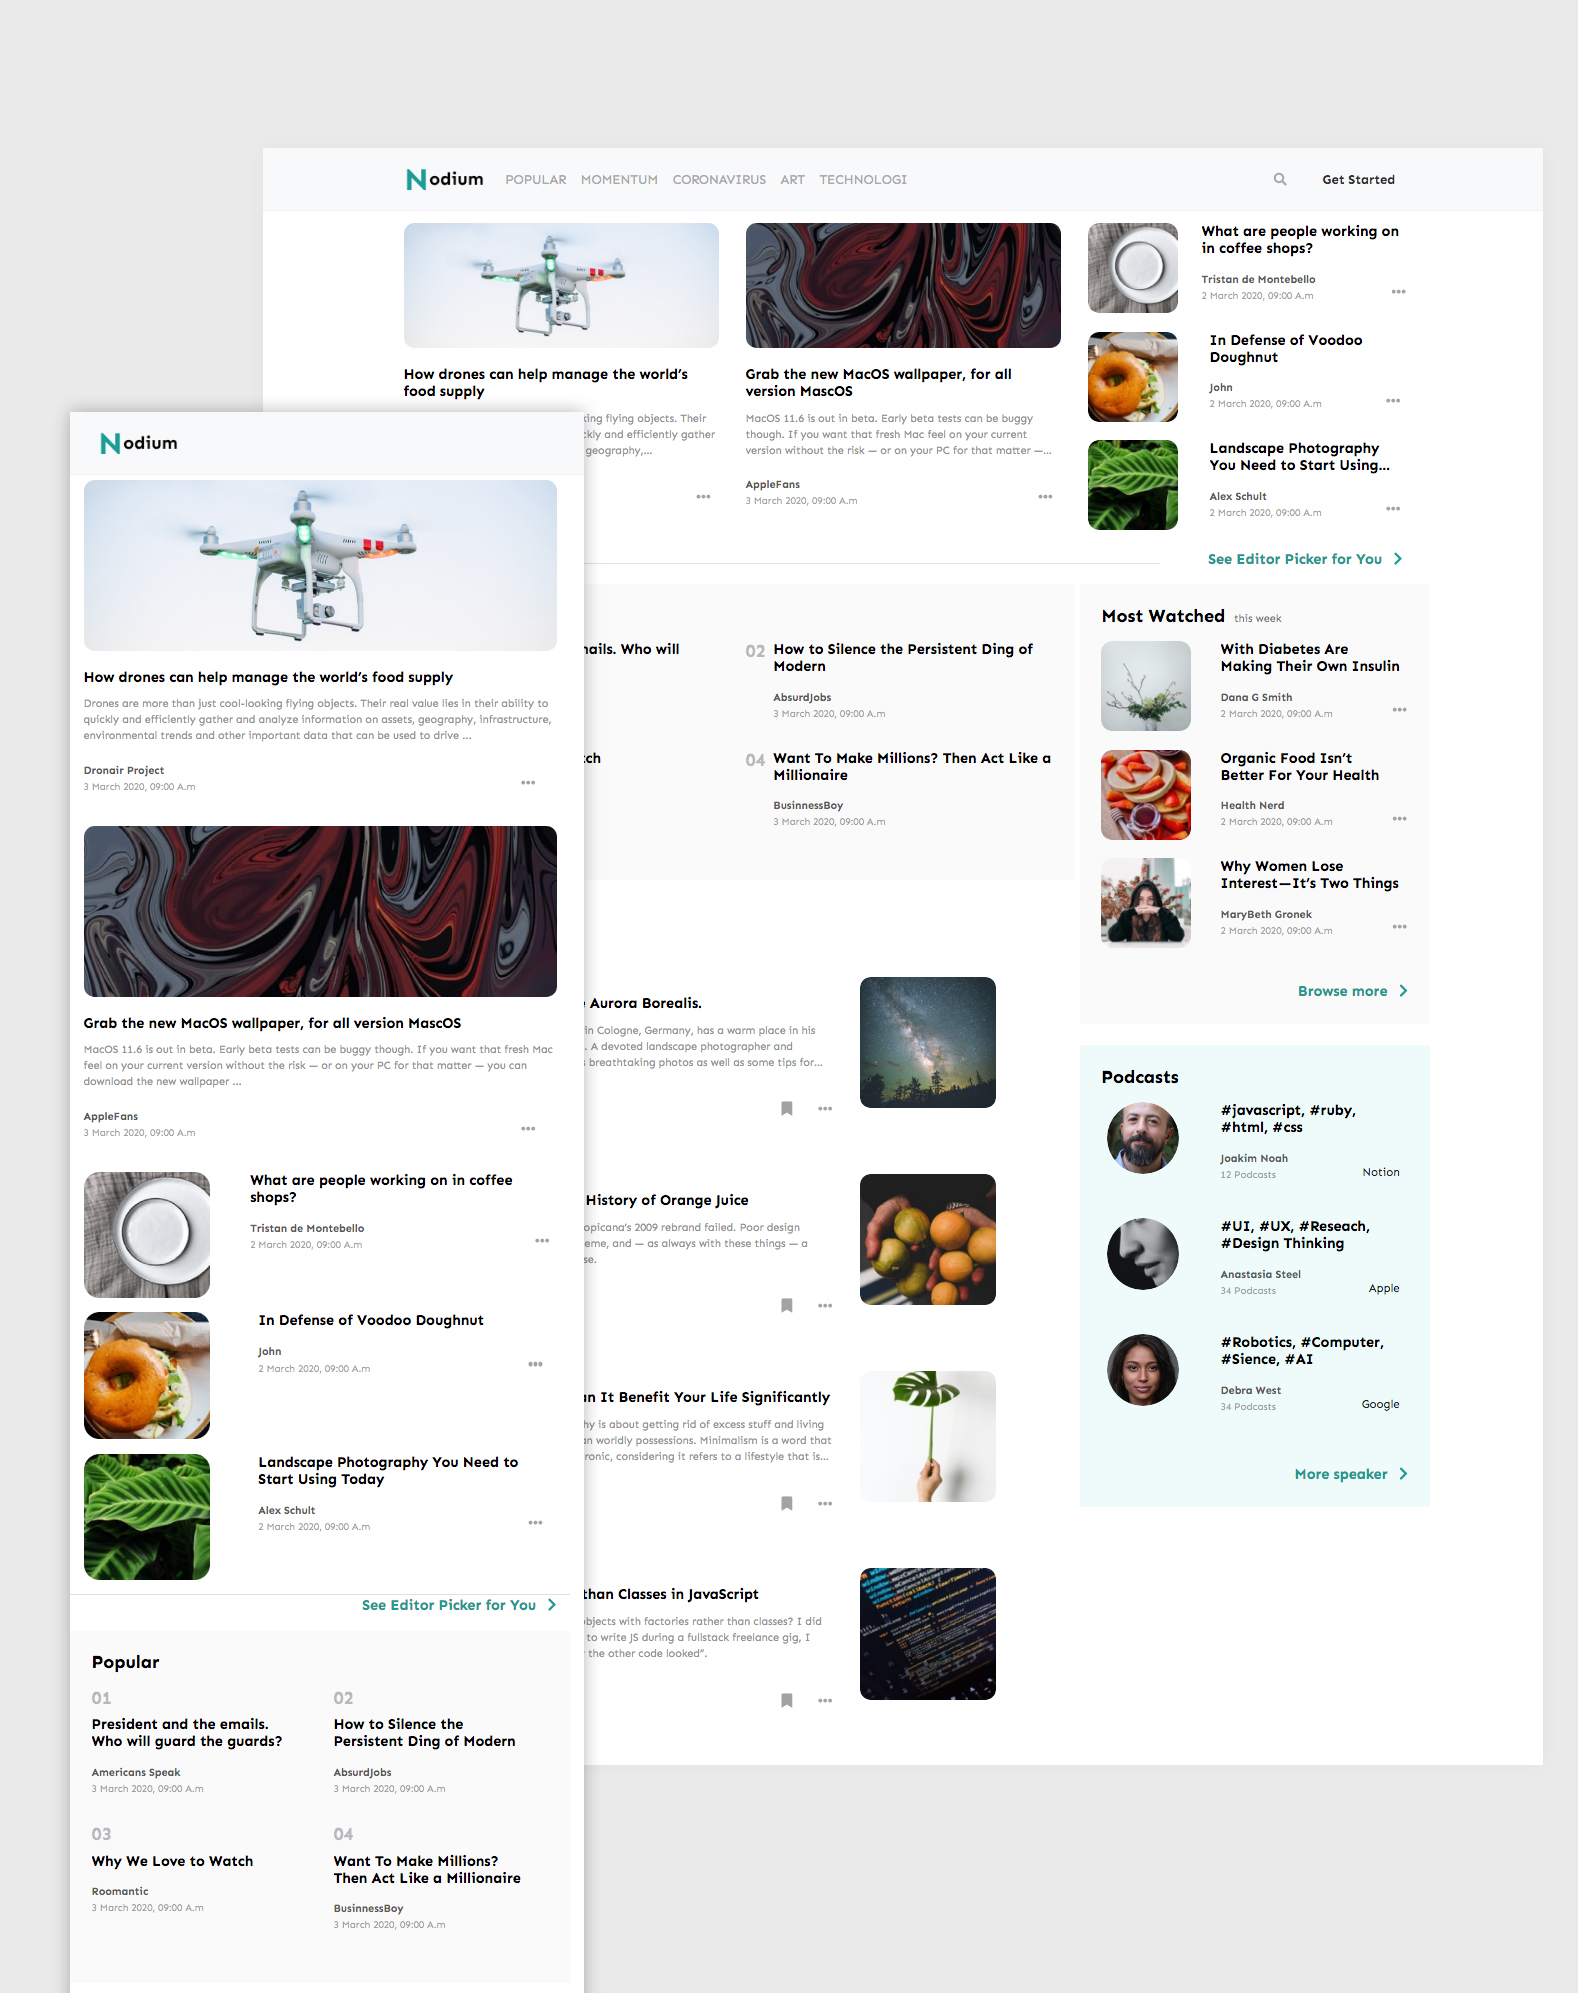 Nodium
POPULAR
MOMENTUM
CORONAVIRUS
ART
TECHNOLOGI
Get Started
How drones can help manage the world’s
food supply
king flying objects. Their
ckly and efficiently gather
geography,...
Grab the new MacOS wallpaper, for all
version MascOS
MacOS 11.6 is out in beta. Early beta tests can be buggy
though. If you want that fresh Mac feel on your current
version without the risk — or on your PC for that matter —...
AppleFans
3 March 2020, 09:00 A.m
What are people working on
in coffee shops?
Tristan de Montebello
2 March 2020, 09:00 A.m
In Defense of Voodoo
Doughnut
John
2 March 2020, 09:00 A.m
Landscape Photography
You Need to Start Using...
Alex Schult
2 March 2020, 09:00 A.m
See Editor Picker for You
nails. Who will
02
How to Silence the Persistent Ding of
Modern
AbsurdJobs
3 March 2020, 09:00 A.m
tch
04
Want To Make Millions? Then Act Like a
Millionaire
BusinnessBoy
3 March 2020, 09:00 A.m
Most Watched this week
With Diabetes Are
Making Their Own Insulin
Dana G Smith
2 March 2020, 09:00 A.m
Organic Food Isn’t
Better For Your Health
Health Nerd
2 March 2020, 09:00 A.m
Why Women Lose
Interest—It’s Two Things
MaryBeth Gronek
2 March 2020, 09:00 A.m
Browse more
Aurora Borealis.
in Cologne, Germany, has a warm place in his
. A devoted landscape photographer and
breathtaking photos as well as some tips for...
History of Orange Juice
opicana’s 2009 rebrand failed. Poor design
eme, and — as always with these things — a
se.
an It Benefit Your Life Significantly
hy is about getting rid of excess stuff and living
an worldly possessions. Minimalism is a word that
ronic, considering it refers to a lifestyle that is...
than Classes in JavaScript
objects with factories rather than classes? I did
to write JS during a fullstack freelance gig, I
the other code looked”.
Podcasts
#javascript, #ruby,
#html, #css
Joakim Noah
12 Podcasts
Notion
#UI, #UX, #Reseach,
#Design Thinking
Anastasia Steel
34 Podcasts
Apple
#Robotics, #Computer,
#Sience, #AI
Debra West
34 Podcasts
Google
More speaker
Nodium
How drones can help manage the world’s food supply
Drones are more than just cool-looking flying objects. Their real value lies in their ability to
quickly and efficiently gather and analyze information on assets, geography, infrastructure,
environmental trends and other important data that can be used to drive ...
Dronair Project
3 March 2020, 09:00 A.m
Grab the new MacOS wallpaper, for all version MascOS
MacOS 11.6 is out in beta. Early beta tests can be buggy though. If you want that fresh Mac
feel on your current version without the risk — or on your PC for that matter — you can
download the new wallpaper ...
AppleFans
3 March 2020, 09:00 A.m
What are people working on in coffee
shops?
Tristan de Montebello
2 March 2020, 09:00 A.m
In Defense of Voodoo Doughnut
John
2 March 2020, 09:00 A.m
Landscape Photography You Need to
Start Using Today
Alex Schult
2 March 2020, 09:00 A.m
See Editor Picker for You
Popular
01
President and the emails.
Who will guard the guards?
Americans Speak
3 March 2020, 09:00 A.m
02
How to Silence the
Persistent Ding of Modern
AbsurdJobs
3 March 2020, 09:00 A.m
03
Why We Love to Watch
Roomantic
3 March 2020, 09:00 A.m
04
Want To Make Millions?
Then Act Like a Millionaire
BusinnessBoy
3 March 2020, 09:00 A.m